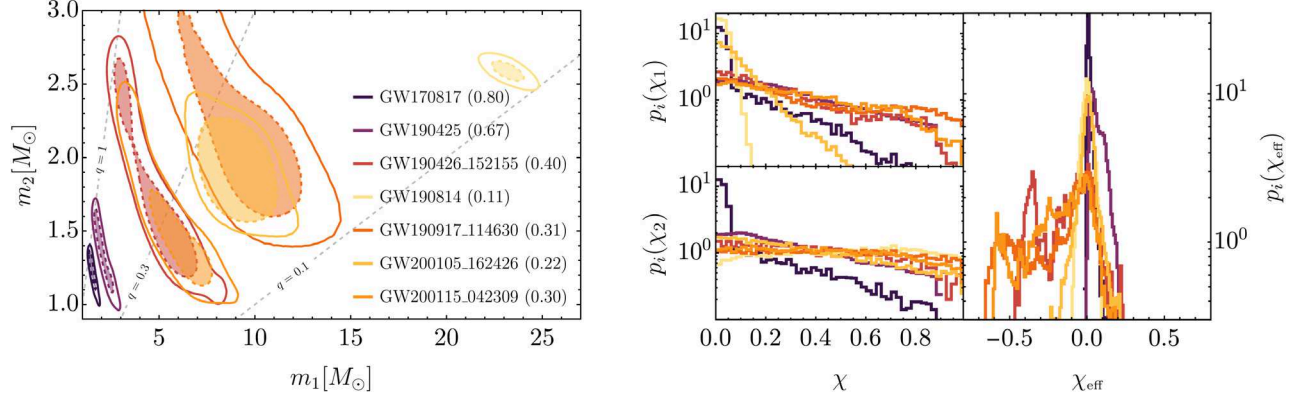 3.0
2.5
2.0
1.5
1.0
m₂[M⊙]
q = 1
q = 0.3
q = 0.1
GW170817 (0.80)
GW190425 (0.67)
GW190426_152155 (0.40)
GW190814 (0.11)
GW190917_114630 (0.31)
GW200105_162426 (0.22)
GW200115_042309 (0.30)
5 10 15 20 25
m₁[M⊙]
10¹
10⁰
pᵢ(χ₁)
10¹
10⁰
pᵢ(χ₂)
0.0 0.2 0.4 0.6 0.8
χ
10¹
10⁰
pᵢ(χeff)
−0.5 0.0 0.5
χeff